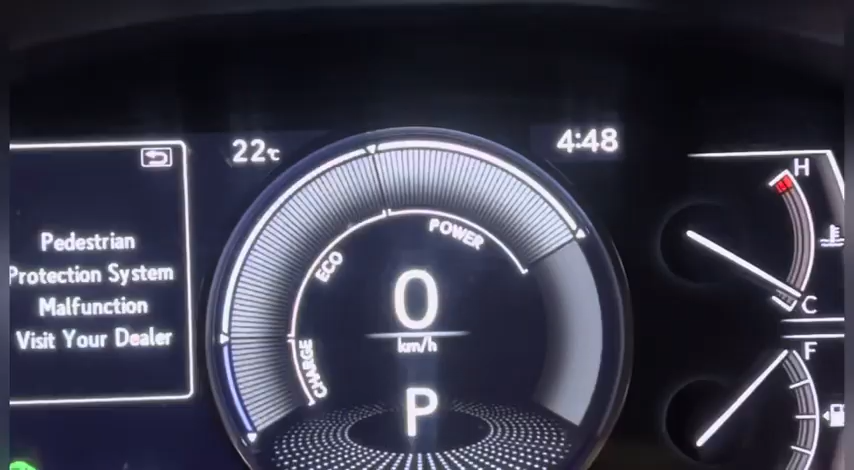 22°C
4:48
Pedestrian
Protection System
Malfunction
Visit Your Dealer
CHARGE
ECO
POWER
0
km/h
P
H
C
F